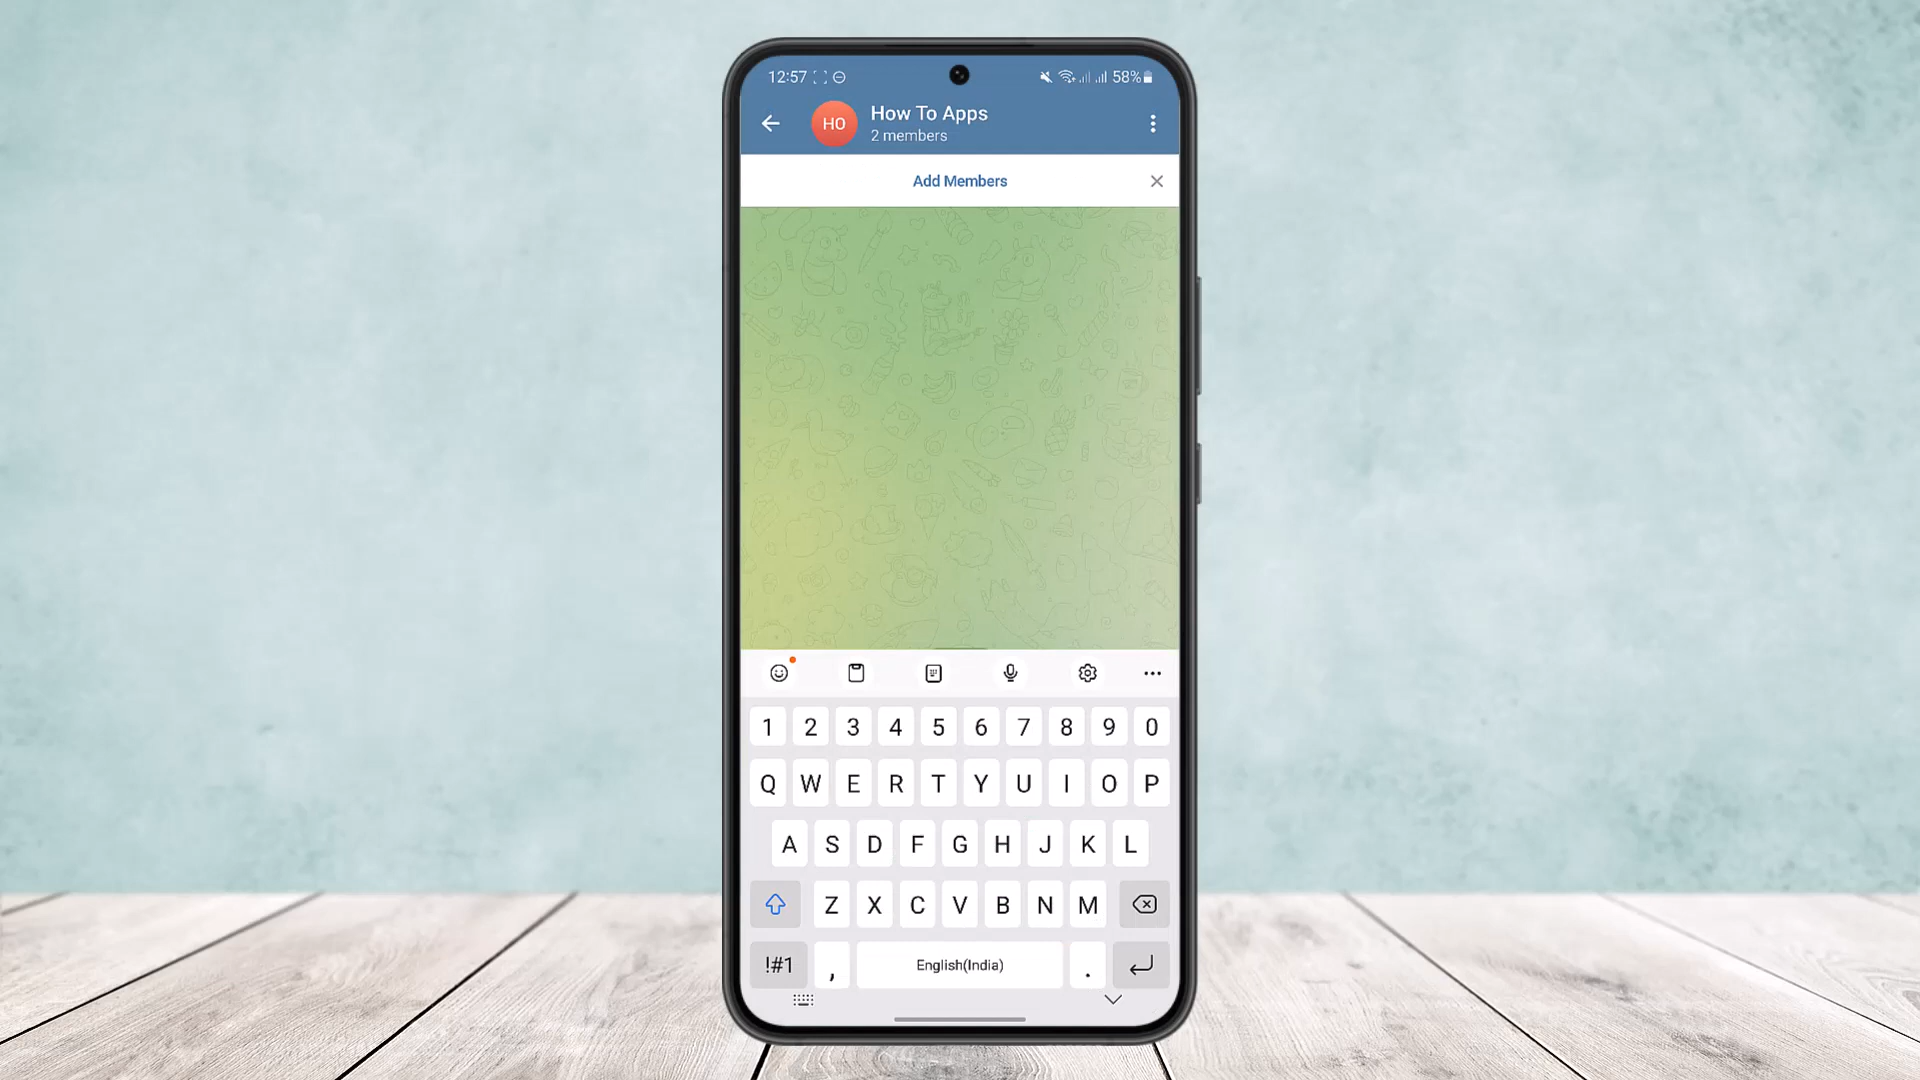 12:57 58%
HO How To Apps
2 members
Add Members
1 2 3 4 5 6 7 8 9 0
Q W E R T Y U I O P
A S D F G H J K L
Z X C V B N M
!#1 , English(India) .